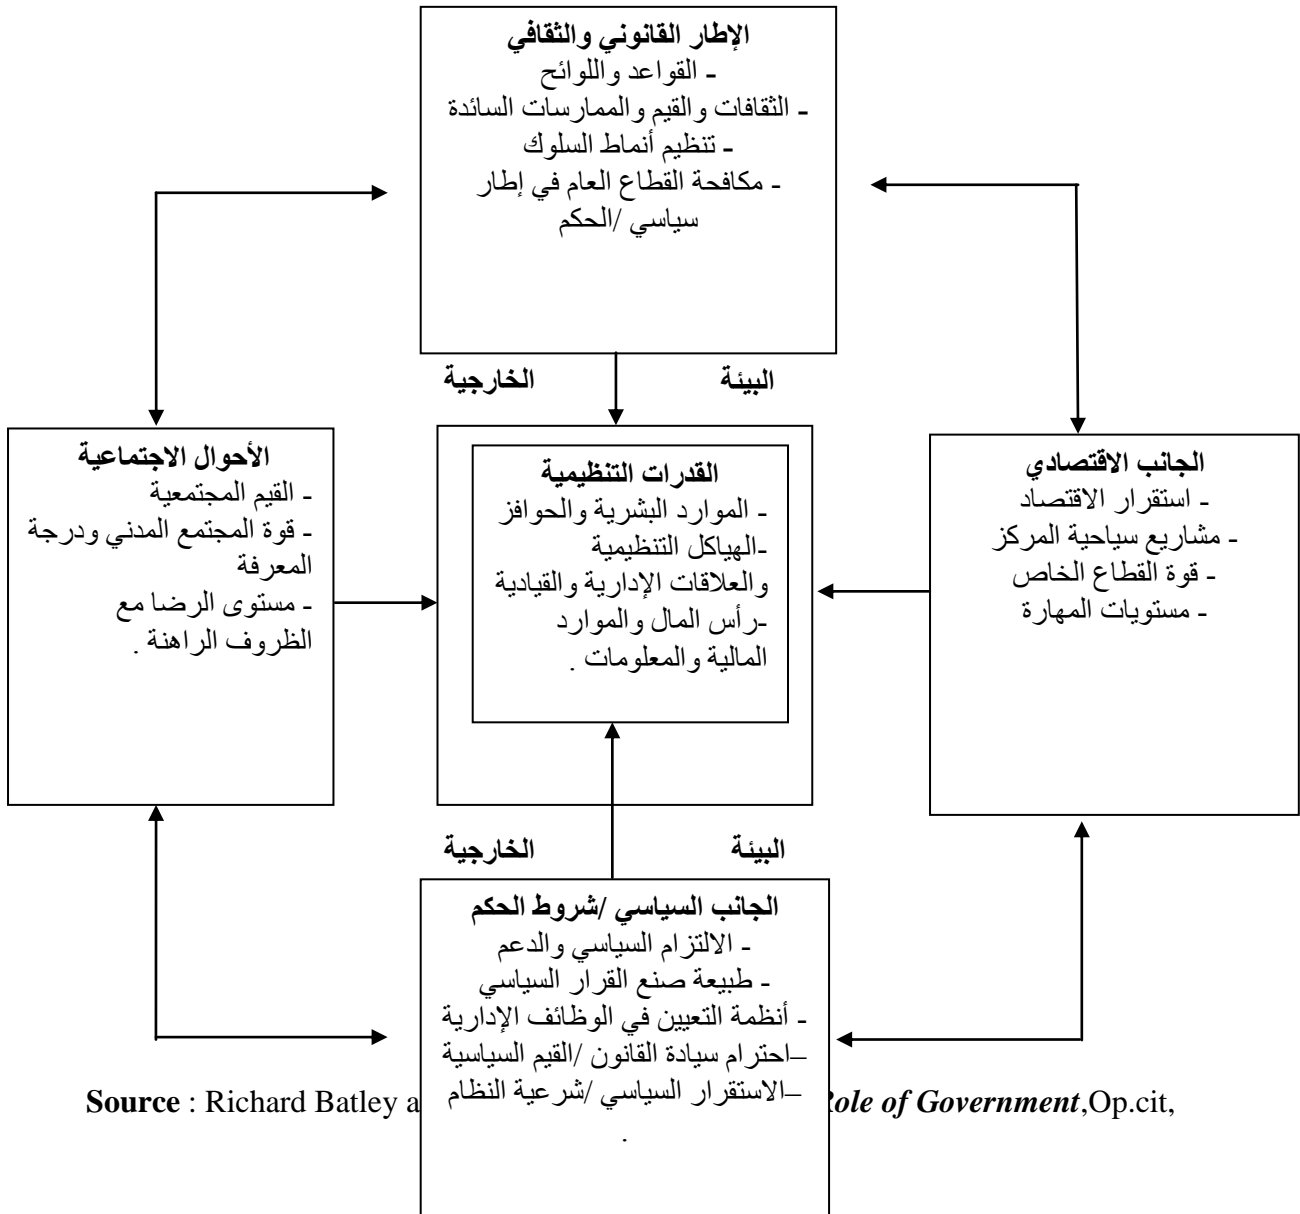 الإطار القانوني والثقافي
- القواعد واللوائح
- الثقافات والقيم والممارسات السائدة
- تنظيم أنماط السلوك
- مكافحة القطاع العام في إطار
سياسي /الحكم
البيئة الخارجية
الجانب الاقتصادي
- استقرار الاقتصاد
- مشاريع سياحية المركز
- قوة القطاع الخاص
- مستويات المهارة
القدرات التنظيمية
- الموارد البشرية والحوافز
-الهياكل التنظيمية
والعلاقات الإدارية والقيادية
-رأس المال والموارد
المالية والمعلومات .
الأحوال الاجتماعية
- القيم المجتمعية
- قوة المجتمع المدني ودرجة
المعرفة
- مستوى الرضا مع
الظروف الراهنة .
البيئة الخارجية
الجانب السياسي /شروط الحكم
- الالتزام السياسي والدعم
- طبيعة صنع القرار السياسي
- أنظمة التعيين في الوظائف الإدارية
–احترام سيادة القانون /القيم السياسية
–الاستقرار السياسي /شرعية النظام
.
Source : Richard Batley a ole of Government,Op.cit,